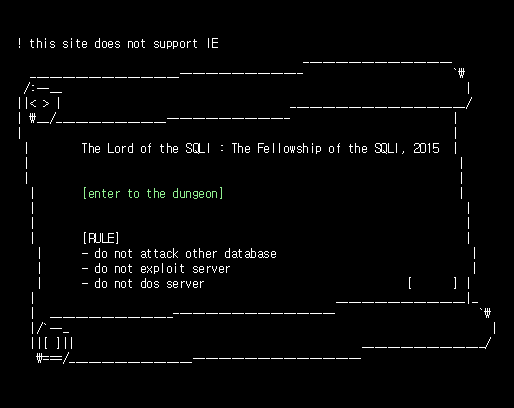 ! this site does not support IE
The Lord of the SQLI : The Fellowship of the SQLI, 2015
[enter to the dungeon]
[RULE]
- do not attack other database
- do not exploit server
- do not dos server